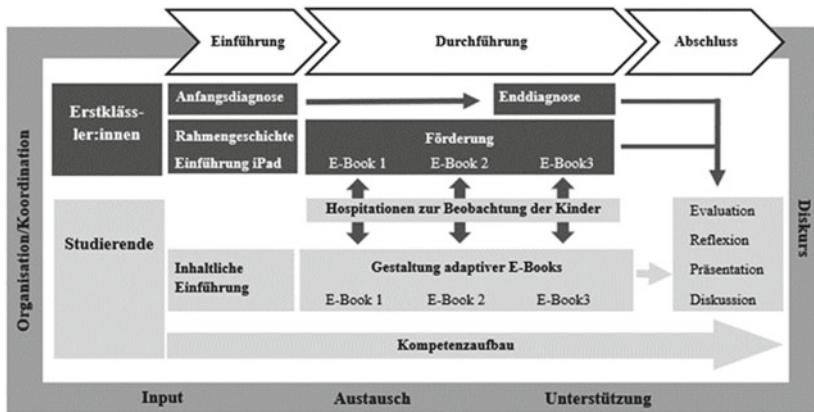 Einführung
Durchführung
Abschluss
Organisation/Koordination
Erstkläss-
ler:innen
Anfangsdiagnose
Enddiagnose
Rahmengeschichte
Einführung iPad
Förderung
E-Book 1
E-Book 2
E-Book3
Hospitationen zur Beobachtung der Kinder
Studierende
Inhaltliche
Einführung
Gestaltung adaptiver E-Books
E-Book 1
E-Book 2
E-Book3
Evaluation
Reflexion
Präsentation
Diskussion
Kompetenzaufbau
Diskurs
Input
Austausch
Unterstützung